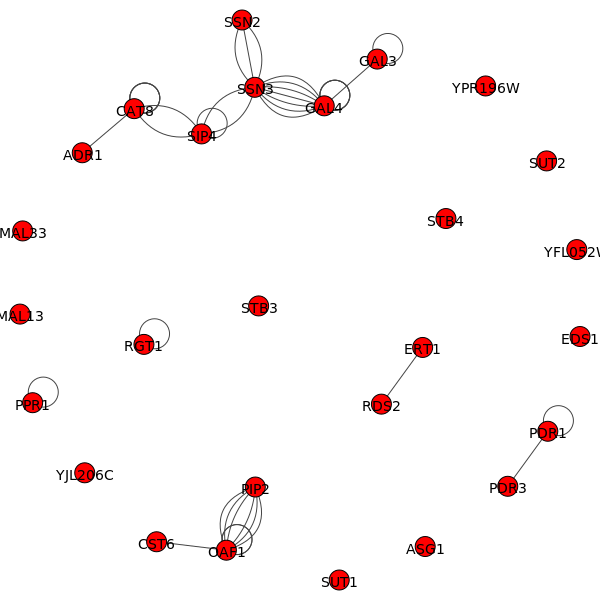 SSN2
GAL3
YPR196W
SSN3
GAL4
CAT8
SIP4
ADR1
SUT2
STB4
MAL33
YFL052W
STB3
MAL13
EDS1
RGT1
ERT1
PPR1
RDS2
PDR1
YJL206C
PIP2
PDR3
CST6
OAF1
ASG1
SUT1